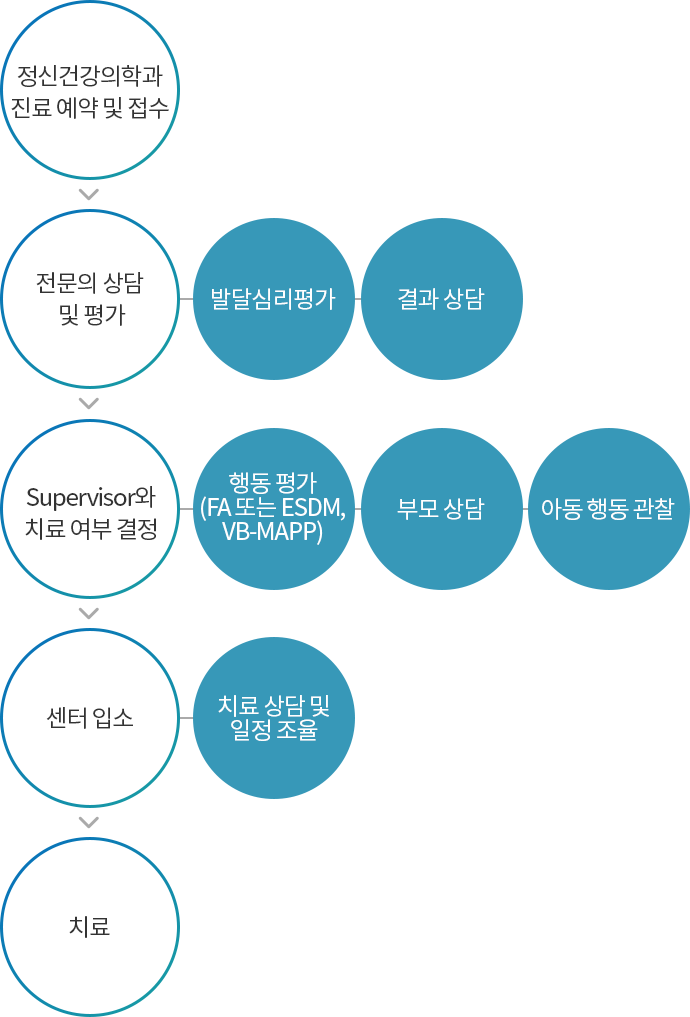 정신건강의학과
진료 예약 및 접수
전문의 상담
및 평가
발달심리평가
결과 상담
Supervisor와
치료 여부 결정
행동 평가
(FA 또는 ESDM,
VB-MAPP)
부모 상담
아동 행동 관찰
센터 입소
치료 상담 및
일정 조율
치료